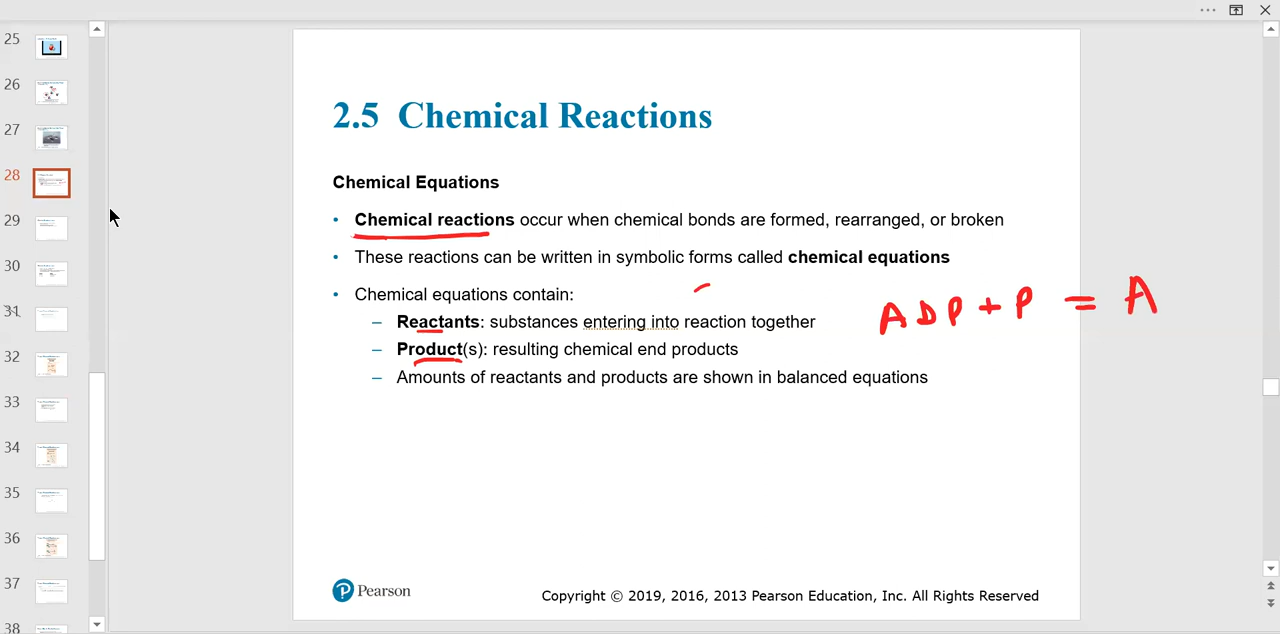 25
26
27
28
29
30
31
32
33
34
35
36
37
38
2.5 Chemical Reactions
Chemical Equations
• Chemical reactions occur when chemical bonds are formed, rearranged, or broken
• These reactions can be written in symbolic forms called chemical equations
• Chemical equations contain:
– Reactants: substances entering into reaction together
– Product(s): resulting chemical end products
– Amounts of reactants and products are shown in balanced equations
ADP + P = A
Pearson
Copyright © 2019, 2016, 2013 Pearson Education, Inc. All Rights Reserved